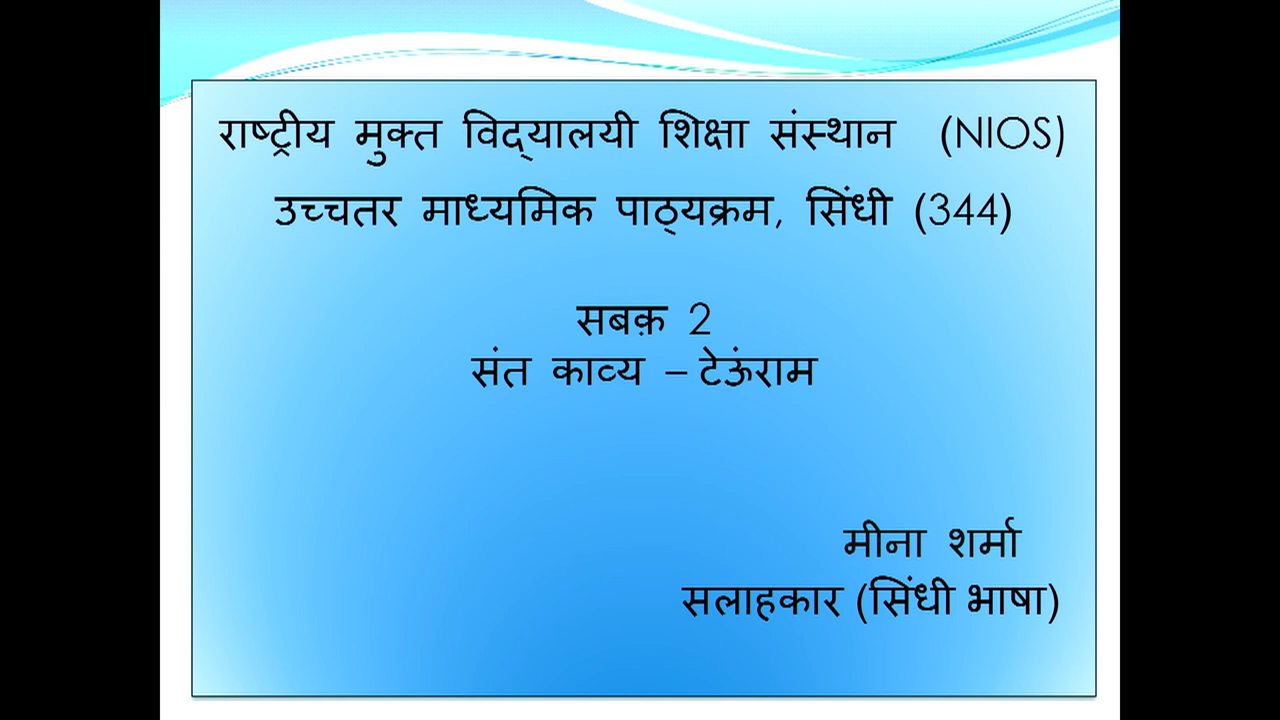 राष्ट्रीय मुक्त विद्‌यालयी शिक्षा संस्थान (NIOS)
उच्चतर माध्यमिक पाठ्‌यक्रम, सिंधी (344)
सबक़ 2
संत काव्य – टेऊंराम
मीना शर्मा
सलाहकार (सिंधी भाषा)